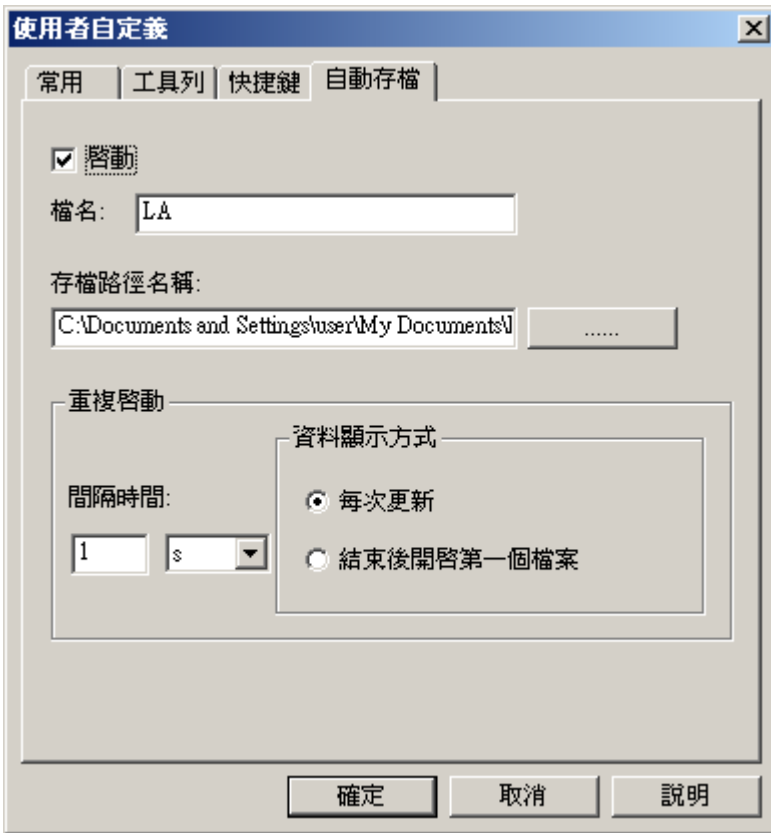 使用者自定義
常用 工具列 快捷鍵 自動存檔
啓動
檔名: LA
存檔路徑名稱:
C:\Documents and Settings\user\My Documents\
......
重複啓動
資料顯示方式
間隔時間:
每次更新
1 s
結束後開啓第一個檔案
確定 取消 說明